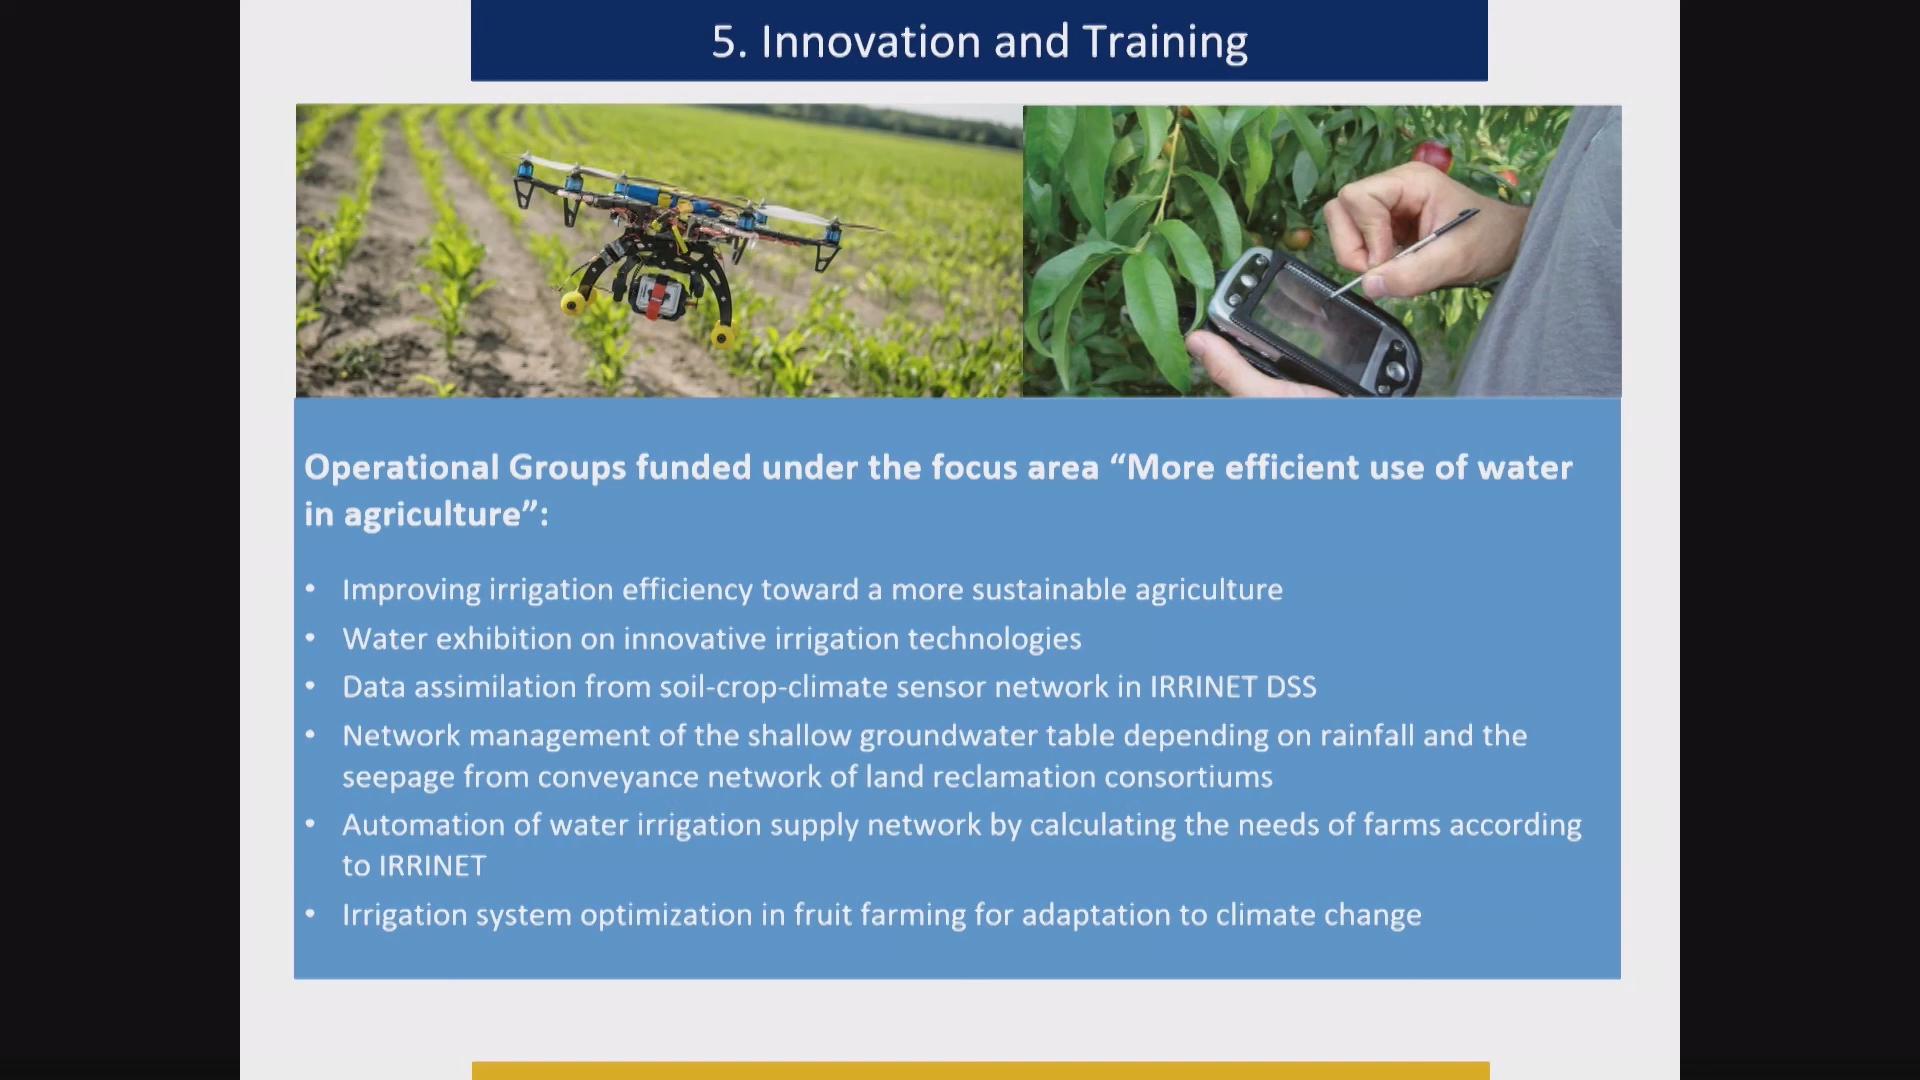 5. Innovation and Training
Operational Groups funded under the focus area “More efficient use of water
in agriculture”:
• Improving irrigation efficiency toward a more sustainable agriculture
• Water exhibition on innovative irrigation technologies
• Data assimilation from soil-crop-climate sensor network in IRRINET DSS
• Network management of the shallow groundwater table depending on rainfall and the
seepage from conveyance network of land reclamation consortiums
• Automation of water irrigation supply network by calculating the needs of farms according
to IRRINET
• Irrigation system optimization in fruit farming for adaptation to climate change